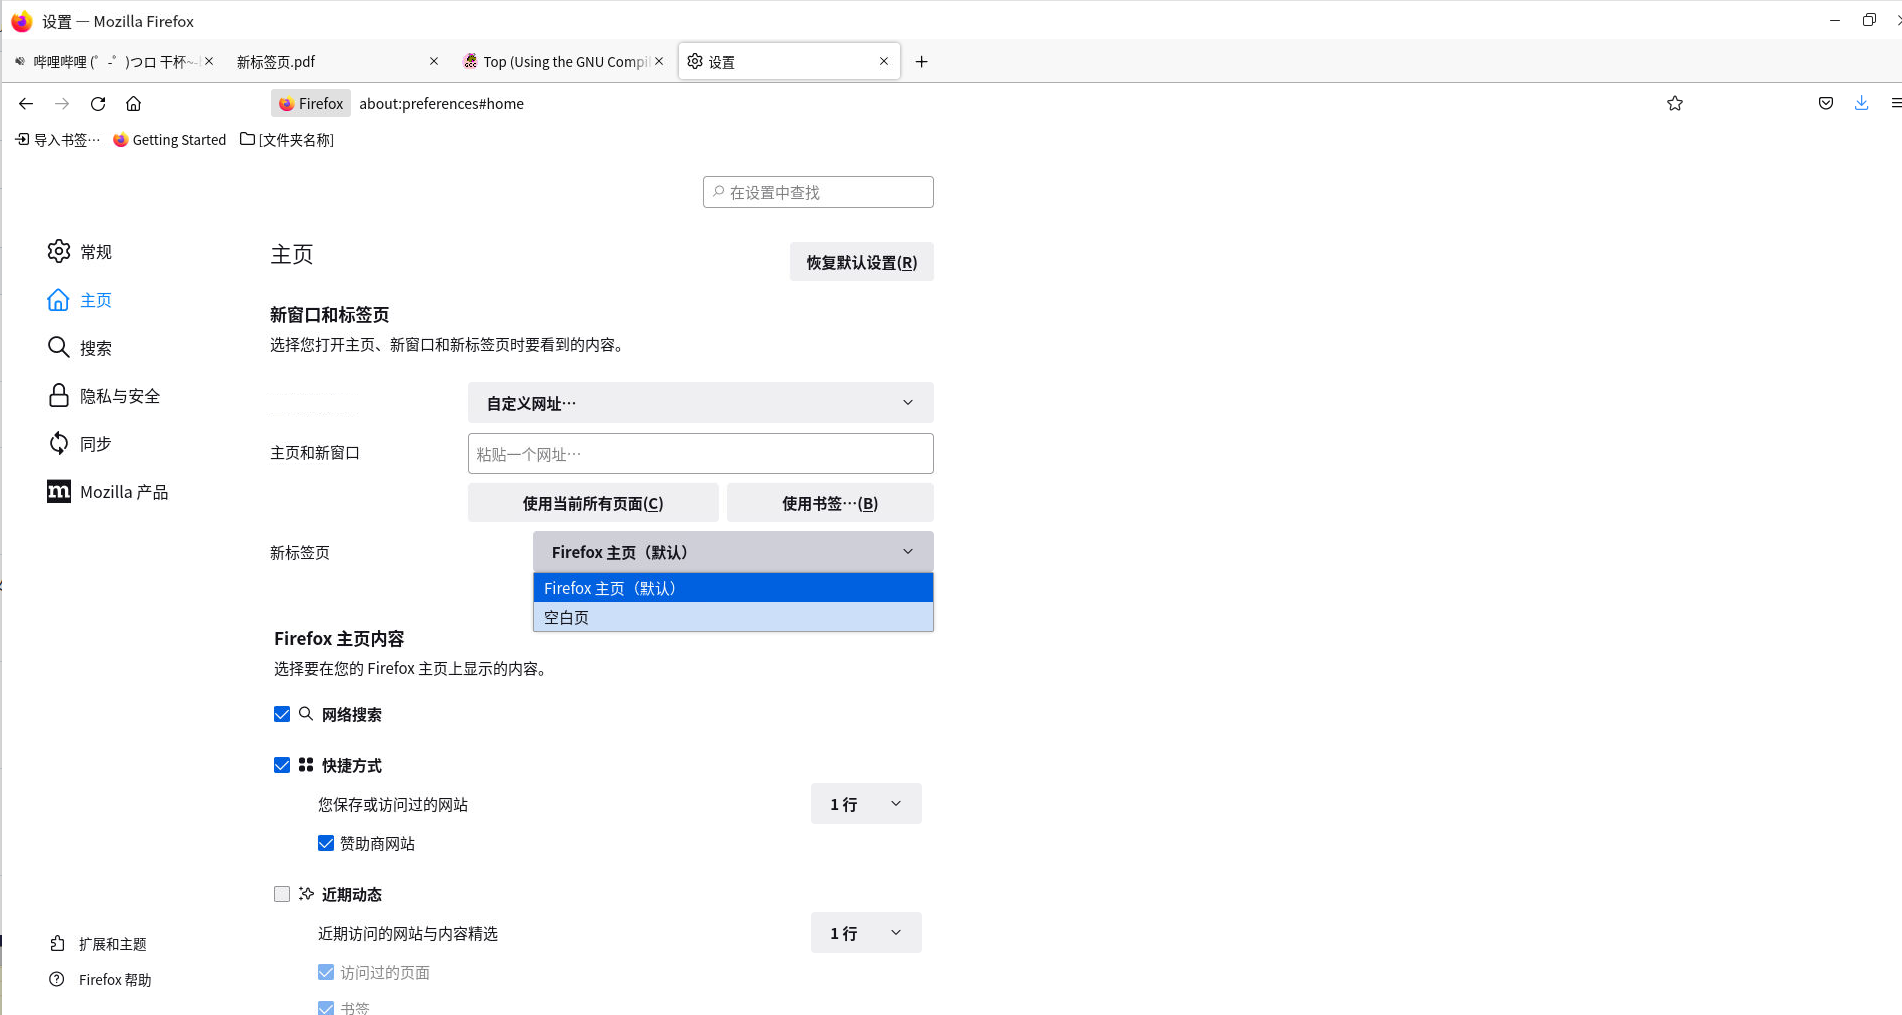 设置 — Mozilla Firefox
哔哩哔哩 (゜-゜)つロ 干杯~-
新标签页.pdf
Top (Using the GNU Compil
设置
Firefox about:preferences#home
导入书签…
Getting Started
[文件夹名称]
在设置中查找
常规
主页
搜索
隐私与安全
同步
Mozilla 产品
主页
恢复默认设置(R)
新窗口和标签页
选择您打开主页、新窗口和新标签页时要看到的内容。
自定义网址…
主页和新窗口
粘贴一个网址…
使用当前所有页面(C)
使用书签…(B)
新标签页
Firefox 主页（默认）
Firefox 主页（默认）
空白页
Firefox 主页内容
选择要在您的 Firefox 主页上显示的内容。
网络搜索
快捷方式
您保存或访问过的网站
1 行
赞助商网站
近期动态
近期访问的网站与内容精选
1 行
访问过的页面
书签
扩展和主题
Firefox 帮助